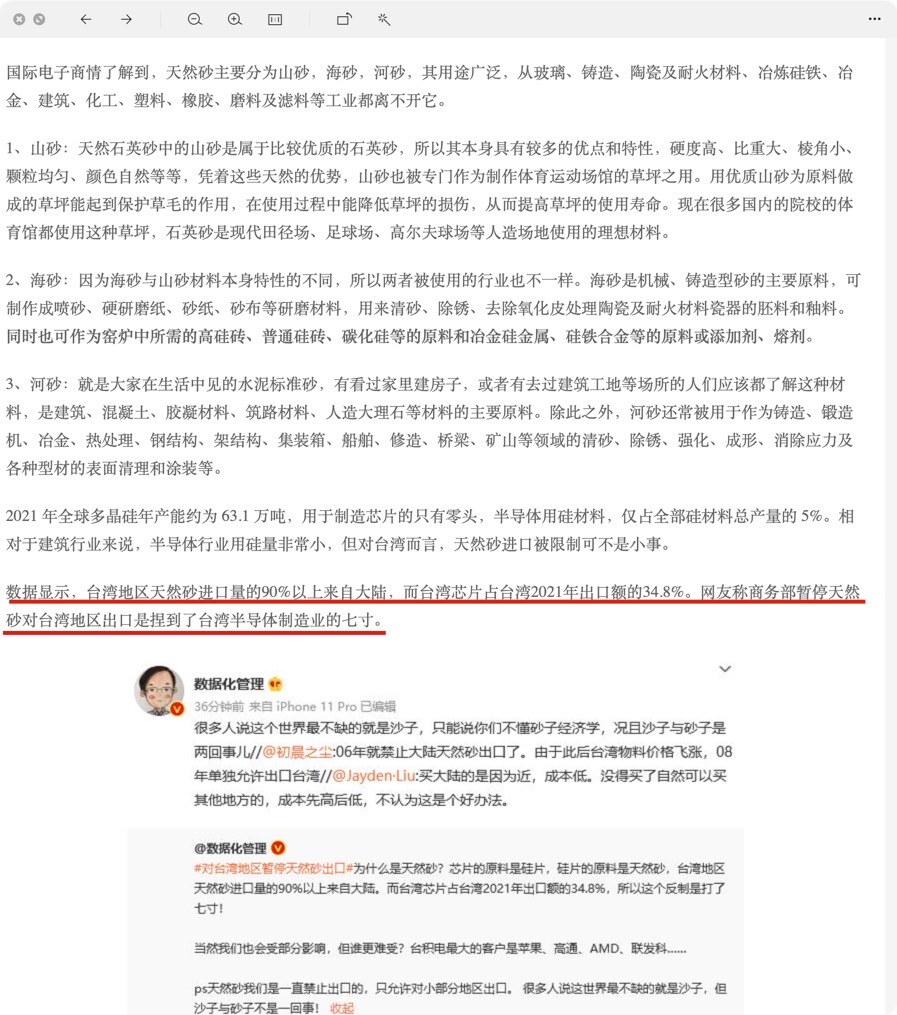 国际电子商情了解到，天然砂主要分为山砂，海砂，河砂，其用途广泛，从玻璃、铸造、陶瓷及耐火材料、冶炼硅铁、冶
金、建筑、化工、塑料、橡胶、磨料及滤料等工业都离不开它。
1、山砂：天然石英砂中的山砂是属于比较优质的石英砂，所以其本身具有较多的优点和特性，硬度高、比重大、棱角小、
颗粒均匀、颜色自然等等，凭着这些天然的优势，山砂也被专门作为制作体育运动场馆的草坪之用。用优质山砂为原料做
成的草坪能起到保护草毛的作用，在使用过程中能降低草坪的损伤，从而提高草坪的使用寿命。现在很多国内的院校的体
育馆都使用这种草坪，石英砂是现代田径场、足球场、高尔夫球场等人造场地使用的理想材料。
2、海砂：因为海砂与山砂材料本身特性的不同，所以两者被使用的行业也不一样。海砂是机械、铸造型砂的主要原料，可
制作成喷砂、硬研磨纸、砂纸、砂布等研磨材料，用来清砂、除锈、去除氧化皮处理陶瓷及耐火材料瓷器的胚料和釉料。
同时也可作为窑炉中所需的高硅砖、普通硅砖、碳化硅等的原料和冶金硅金属、硅铁合金等的原料或添加剂、熔剂。
3、河砂：就是大家在生活中见的水泥标准砂，有看过家里建房子，或者有去过建筑工地等场所的人们应该都了解这种材
料，是建筑、混凝土、胶凝材料、筑路材料、人造大理石等材料的主要原料。除此之外，河砂还常被用于作为铸造、锻造
机、冶金、热处理、钢结构、架结构、集装箱、船舶、修造、桥梁、矿山等领域的清砂、除锈、强化、成形、消除应力及
各种型材的表面清理和涂装等。
2021 年全球多晶硅年产能约为 63.1 万吨，用于制造芯片的只有零头，半导体用硅材料，仅占全部硅材料总产量的 5%。相
对于建筑行业来说，半导体行业用硅量非常小，但对台湾而言，天然砂进口被限制可不是小事。
数据显示，台湾地区天然砂进口量的90%以上来自大陆，而台湾芯片占台湾2021年出口额的34.8%。网友称商务部暂停天然
砂对台湾地区出口是捏到了台湾半导体制造业的七寸。
数据化管理
36分钟前 来自 iPhone 11 Pro 已编辑
很多人说这个世界最不缺的就是沙子，只能说你们不懂砂子经济学，况且沙子与砂子是
两回事儿//@初晨之尘:06年就禁止大陆天然砂出口了。由于此后台湾物料价格飞涨，08
年单独允许出口台湾//@Jayden·Liu:买大陆的是因为近，成本低。没得买了自然可以买
其他地方的，成本先高后低，不认为这是个好办法。
@数据化管理
#对台湾地区暂停天然砂出口#为什么是天然砂？芯片的原料是硅片，硅片的原料是天然砂，台湾地区
天然砂进口量的90%以上来自大陆。而台湾芯片占台湾2021年出口额的34.8%，所以这个反制是打了
七寸！
当然我们也会受部分影响，但谁更难受？台积电最大的客户是苹果、高通、AMD、联发科......
ps天然砂我们是一直禁止出口的，只允许对小部分地区出口。 很多人说这世界最不缺的就是沙子，但
沙子与砂子不是一回事！ 收起